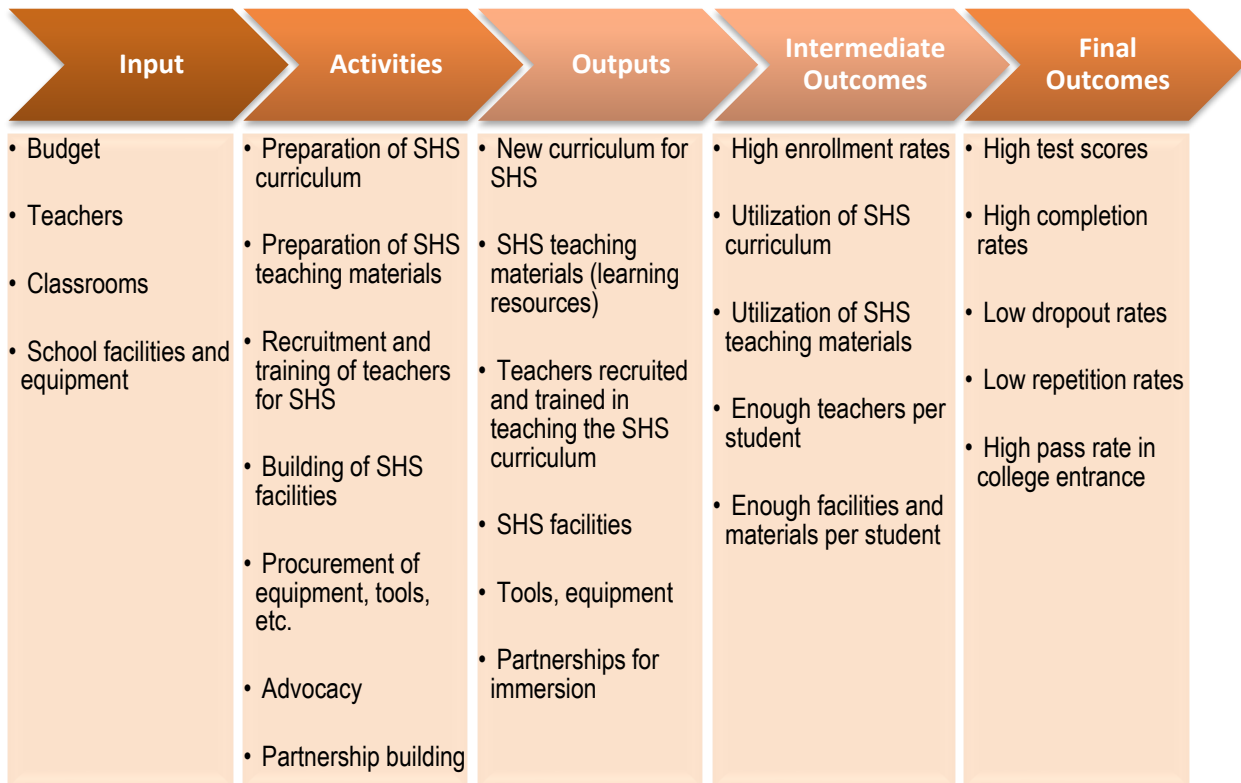 Input
Activities
Outputs
Intermediate
Outcomes
Final
Outcomes
• Budget
• Teachers
• Classrooms
• School facilities and
equipment
• Preparation of SHS
curriculum
• Preparation of SHS
teaching materials
• Recruitment and
training of teachers
for SHS
• Building of SHS
facilities
• Procurement of
equipment, tools,
etc.
• Advocacy
• Partnership building
• New curriculum for
SHS
• SHS teaching
materials (learning
resources)
• Teachers recruited
and trained in
teaching the SHS
curriculum
• SHS facilities
• Tools, equipment
• Partnerships for
immersion
• High enrollment rates
• Utilization of SHS
curriculum
• Utilization of SHS
teaching materials
• Enough teachers per
student
• Enough facilities and
materials per student
• High test scores
• High completion
rates
• Low dropout rates
• Low repetition rates
• High pass rate in
college entrance